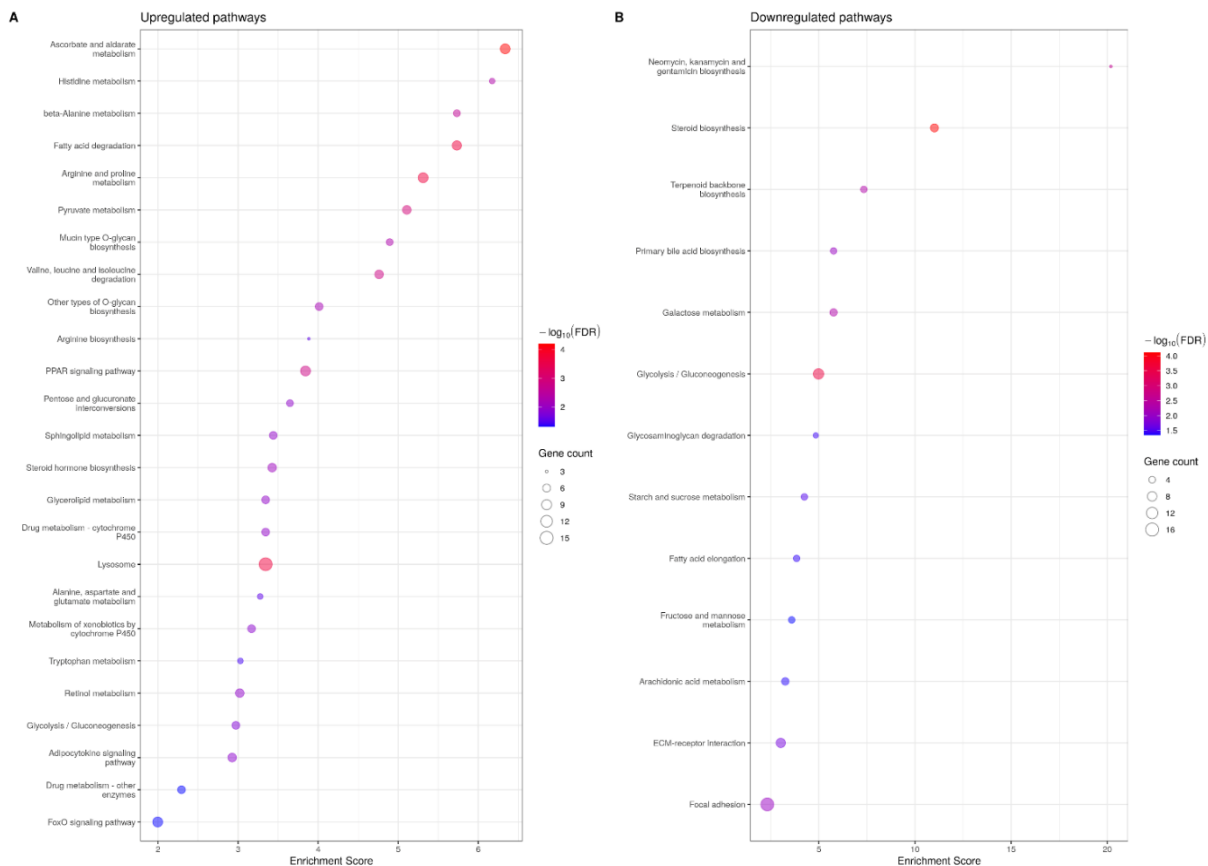 A
Upregulated pathways
Ascorbate and aldarate
metabolism
Histidine metabolism
beta-Alanine metabolism
Fatty acid degradation
Arginine and proline
metabolism
Pyruvate metabolism
Mucin type O-glycan
biosynthesis
Valine, leucine and isoleucine
degradation
Other types of O-glycan
biosynthesis
Arginine biosynthesis
PPAR signaling pathway
Pentose and glucuronate
interconversions
Sphingolipid metabolism
Steroid hormone biosynthesis
Glycerolipid metabolism
Drug metabolism - cytochrome
P450
Lysosome
Alanine, aspartate and
glutamate metabolism
Metabolism of xenobiotics by
cytochrome P450
Tryptophan metabolism
Retinol metabolism
Glycolysis / Gluconeogenesis
Adipocytokine signaling
pathway
Drug metabolism - other
enzymes
FoxO signaling pathway
2 3 4 5 6
Enrichment Score
−log10(FDR)
4
3
2
Gene count
3
6
9
12
15
B
Downregulated pathways
Neomycin, kanamycin and
gentamicin biosynthesis
Steroid biosynthesis
Terpenoid backbone
biosynthesis
Primary bile acid biosynthesis
Galactose metabolism
Glycolysis / Gluconeogenesis
Glycosaminoglycan degradation
Starch and sucrose metabolism
Fatty acid elongation
Fructose and mannose
metabolism
Arachidonic acid metabolism
ECM-receptor interaction
Focal adhesion
5 10 15 20
Enrichment Score
−log10(FDR)
4.0
3.5
3.0
2.5
2.0
1.5
Gene count
4
8
12
16